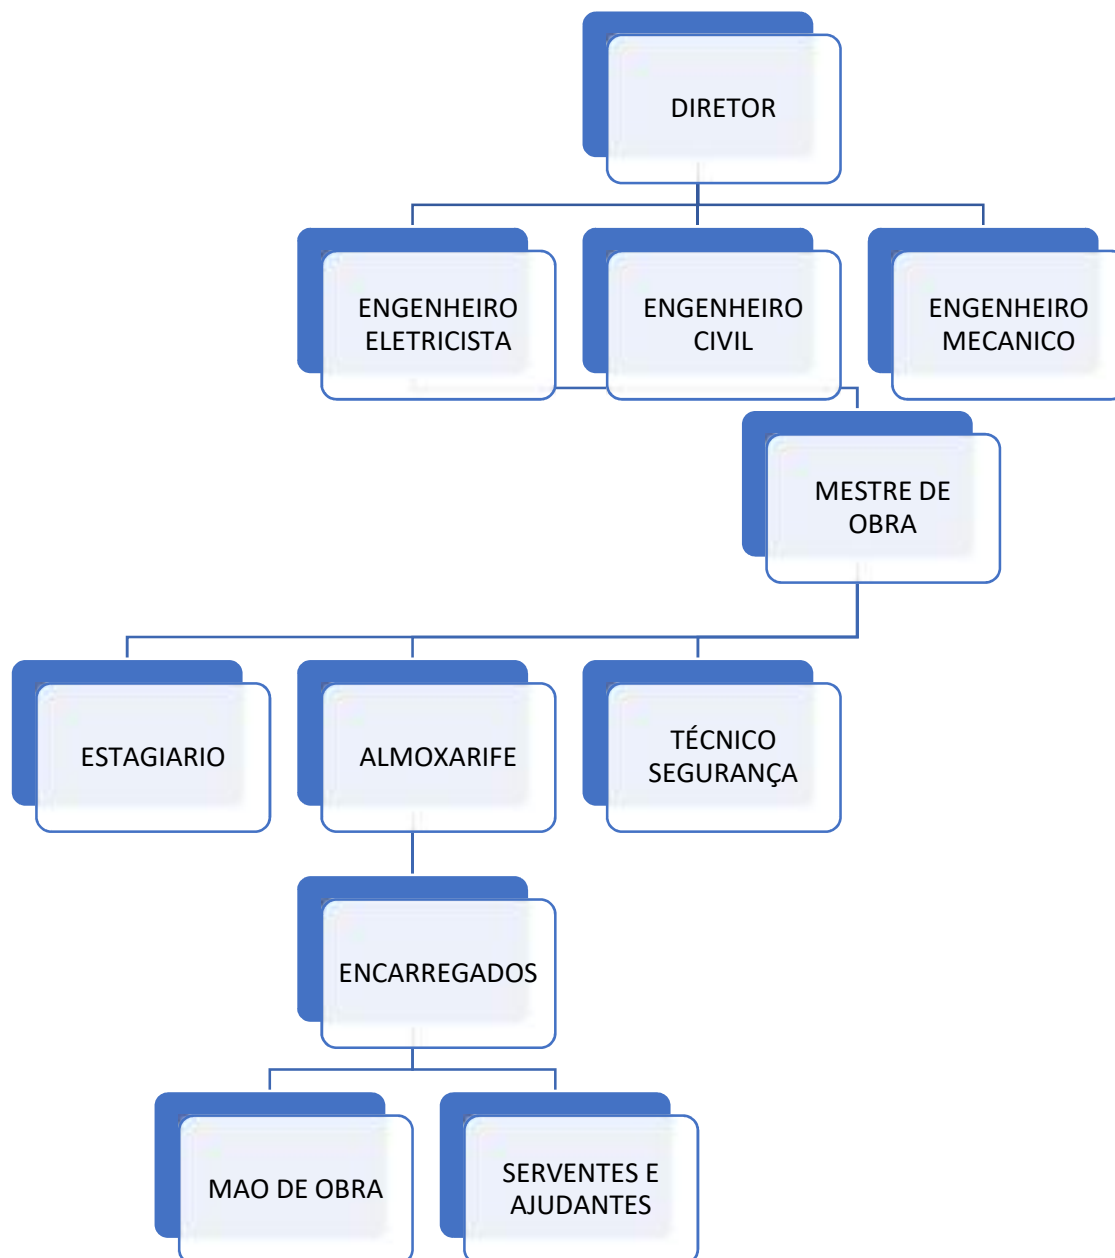 DIRETOR
ENGENHEIRO
ELETRICISTA
ENGENHEIRO
CIVIL
ENGENHEIRO
MECANICO
MESTRE DE
OBRA
ESTAGIARIO
ALMOXARIFE
TÉCNICO
SEGURANÇA
ENCARREGADOS
MAO DE OBRA
SERVENTES E
AJUDANTES